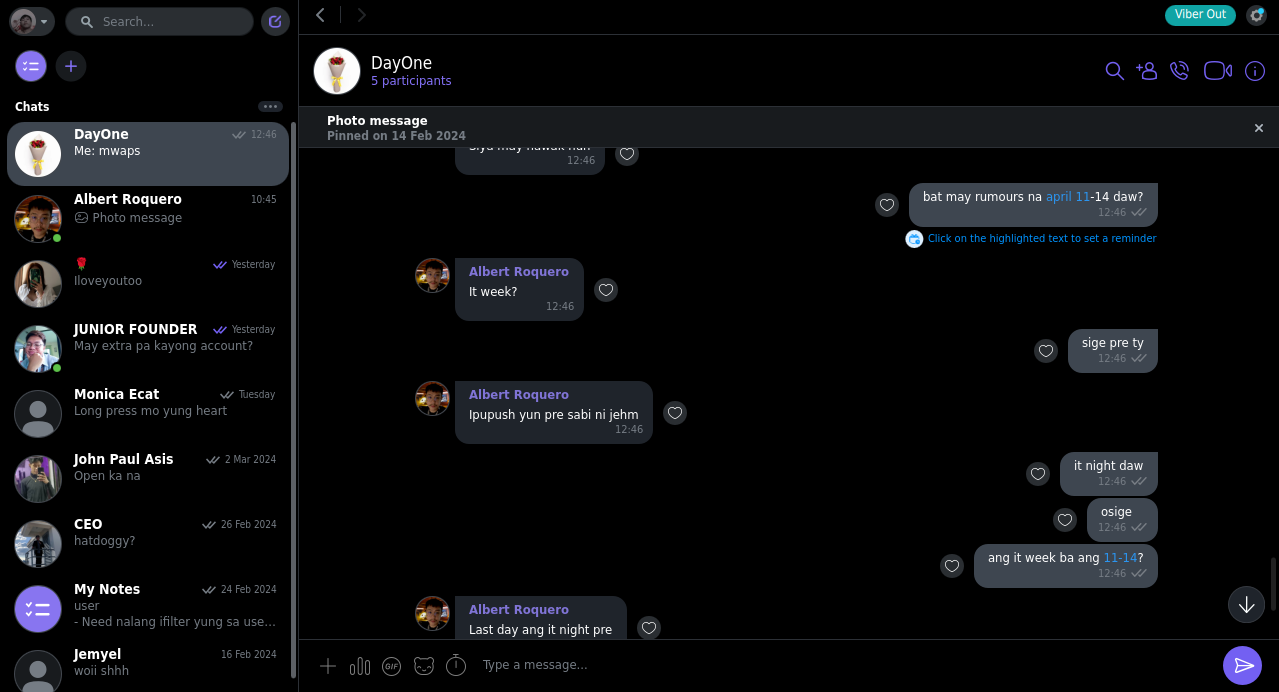 Search...
Viber Out
DayOne
5 participants
Chats
Photo message
Pinned on 14 Feb 2024
DayOne
12:46
Me: mwaps
Albert Roquero
10:45
Photo message
Yesterday
Iloveyoutoo
JUNIOR FOUNDER
Yesterday
May extra pa kayong account?
Monica Ecat
Tuesday
Long press mo yung heart
John Paul Asis
2 Mar 2024
Open ka na
CEO
26 Feb 2024
hatdoggy?
My Notes
24 Feb 2024
user
- Need nalang ifilter yung sa use...
Jemyel
16 Feb 2024
woii shhh
12:46
bat may rumours na april 11-14 daw?
12:46
Click on the highlighted text to set a reminder
Albert Roquero
It week?
12:46
sige pre ty
12:46
Albert Roquero
Ipupush yun pre sabi ni jehm
12:46
it night daw
12:46
osige
12:46
ang it week ba ang 11-14?
12:46
Albert Roquero
Last day ang it night pre
GIF
Type a message...